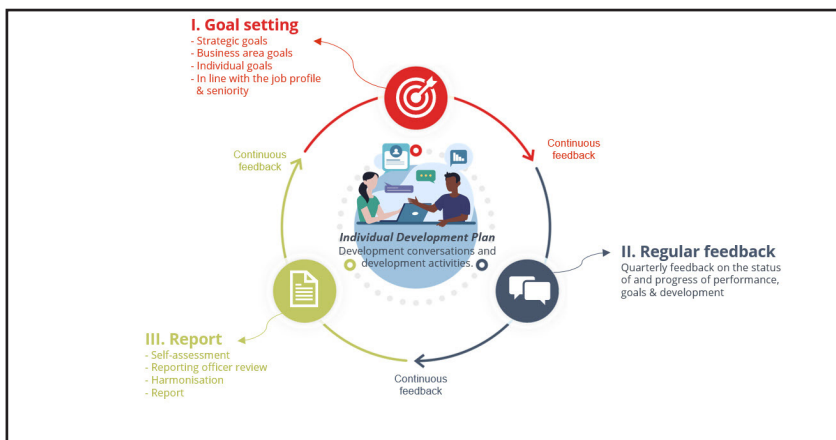 I. Goal setting
- Strategic goals
- Business area goals
- Individual goals
- In line with the job profile
& seniority
Continuous
feedback
Continuous
feedback
Individual Development Plan
Development conversations and
development activities.
II. Regular feedback
Quarterly feedback on the status
of and progress of performance,
goals & development
III. Report
- Self-assessment
- Reporting officer review
- Harmonisation
- Report
Continuous
feedback